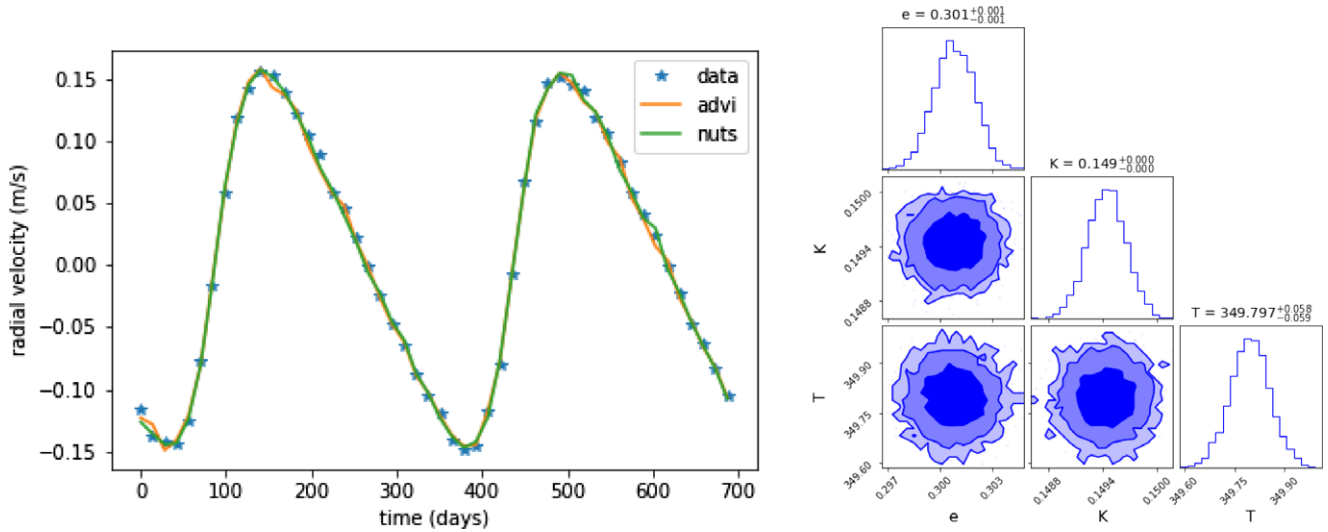 radial velocity (m/s)
0.15
0.10
0.05
0.00
−0.05
−0.10
−0.15
0 100 200 300 400 500 600 700
time (days)
data
advi
nuts
e = 0.301+0.001−0.001
K = 0.149+0.000−0.000
K
0.1500
0.1494
0.1488
T = 349.797+0.058−0.059
T
349.90
349.75
349.60
0.297 0.300 0.303
e
0.1488 0.1494 0.1500
K
349.60 349.75 349.90
T